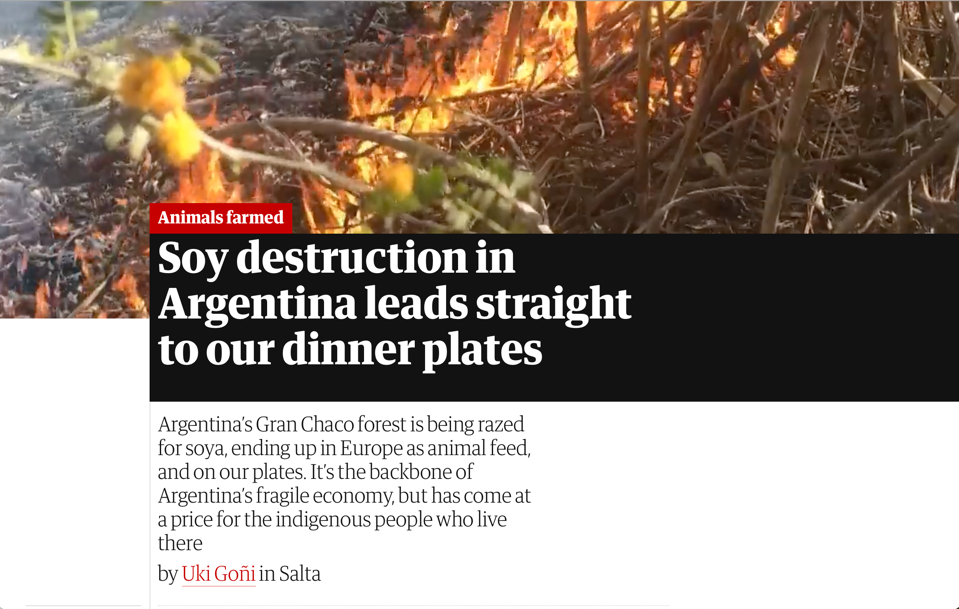 Animals farmed
Soy destruction in
Argentina leads straight
to our dinner plates
Argentina's Gran Chaco forest is being razed
for soya, ending up in Europe as animal feed,
and on our plates. It's the backbone of
Argentina's fragile economy, but has come at
a price for the indigenous people who live
there
by Uki Goñi in Salta